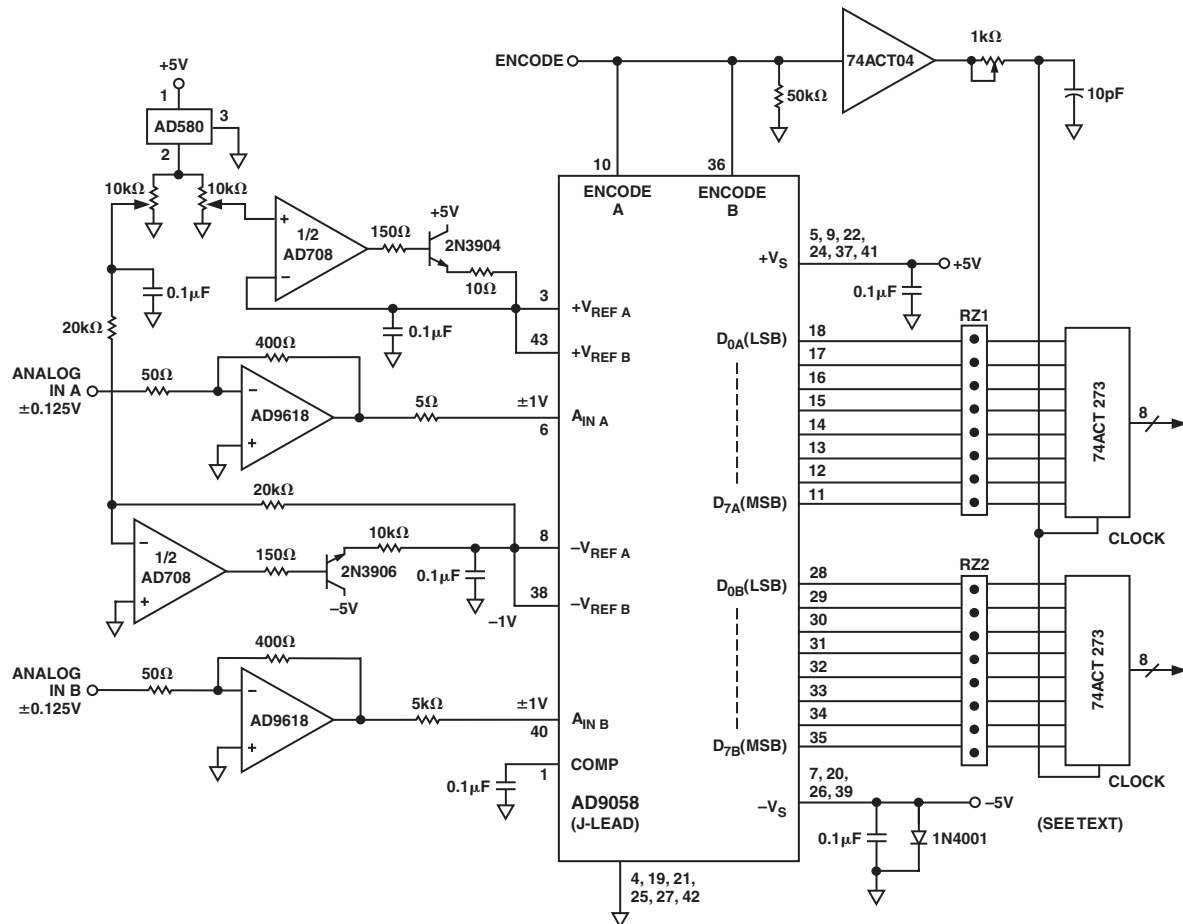 ENCODE
74ACT04
1kΩ
50kΩ
10pF
+5V
1
AD580
3
2
10kΩ
10kΩ
+
1/2
AD708
–
150Ω
+5V
2N3904
10Ω
0.1μF
0.1μF
20kΩ
10
ENCODE
A
36
ENCODE
B
5, 9, 22,
24, 37, 41
+VS
+5V
0.1μF
3
+VREF A
43
+VREF B
ANALOG
IN A
±0.125V
50Ω
400Ω
–
AD9618
+
5Ω
±1V
6
AIN A
20kΩ
–
1/2
AD708
+
150Ω
2N3906
–5V
10kΩ
0.1μF
8
–VREF A
38
–VREF B
–1V
ANALOG
IN B
±0.125V
50Ω
400Ω
–
AD9618
+
5kΩ
±1V
40
AIN B
COMP
1
0.1μF
AD9058
(J-LEAD)
4, 19, 21,
25, 27, 42
D0A(LSB)
18
17
16
15
14
13
12
11
D7A(MSB)
RZ1
74ACT 273
8
CLOCK
D0B(LSB)
28
29
30
31
32
33
34
35
D7B(MSB)
RZ2
74ACT 273
8
CLOCK
7, 20,
26, 39
–VS
–5V
0.1μF
1N4001
(SEE TEXT)